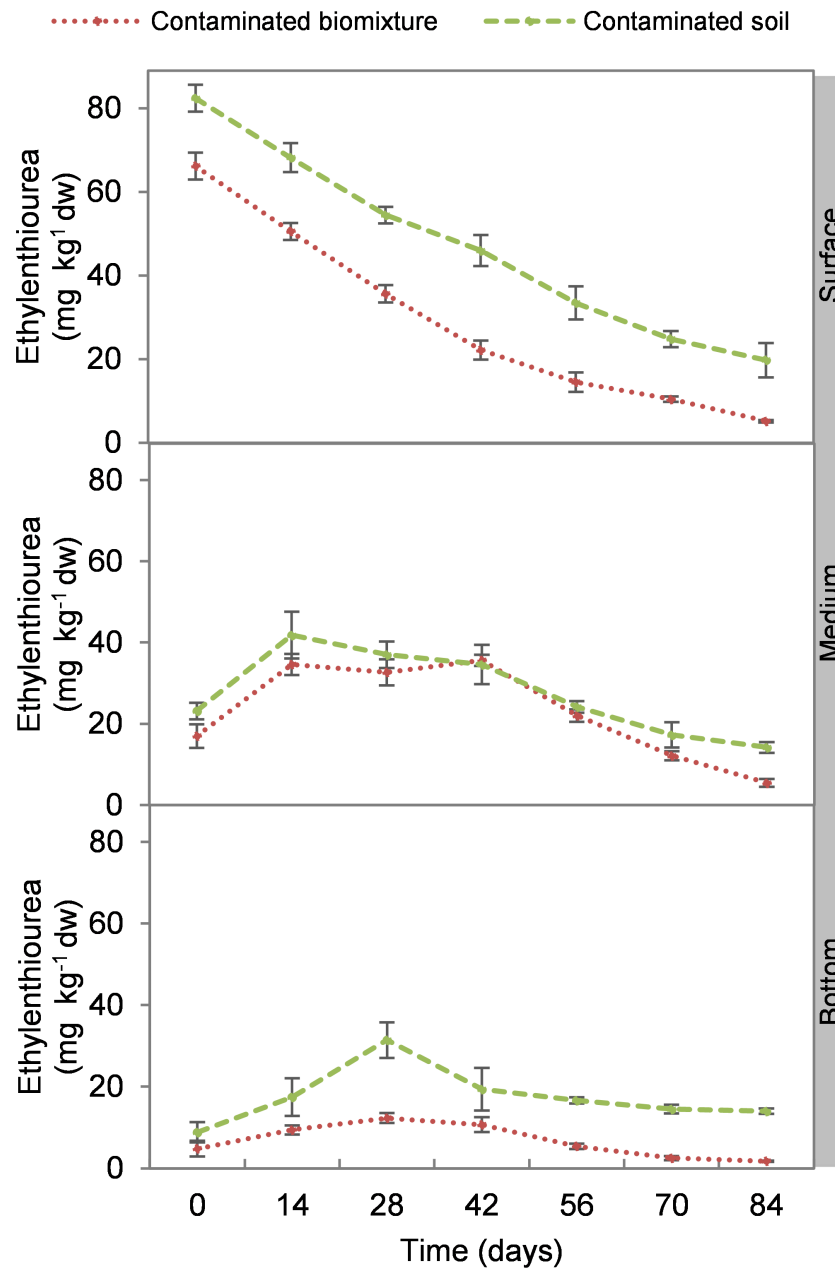 Contaminated biomixture Contaminated soil
80
60
40
20
0
Ethylenthiourea
(mg kg¹ dw)
Surface
80
60
40
20
0
Ethylenthiourea
(mg kg⁻¹ dw)
Medium
80
60
40
20
0
Ethylenthiourea
(mg kg⁻¹ dw)
Bottom
0 14 28 42 56 70 84
Time (days)